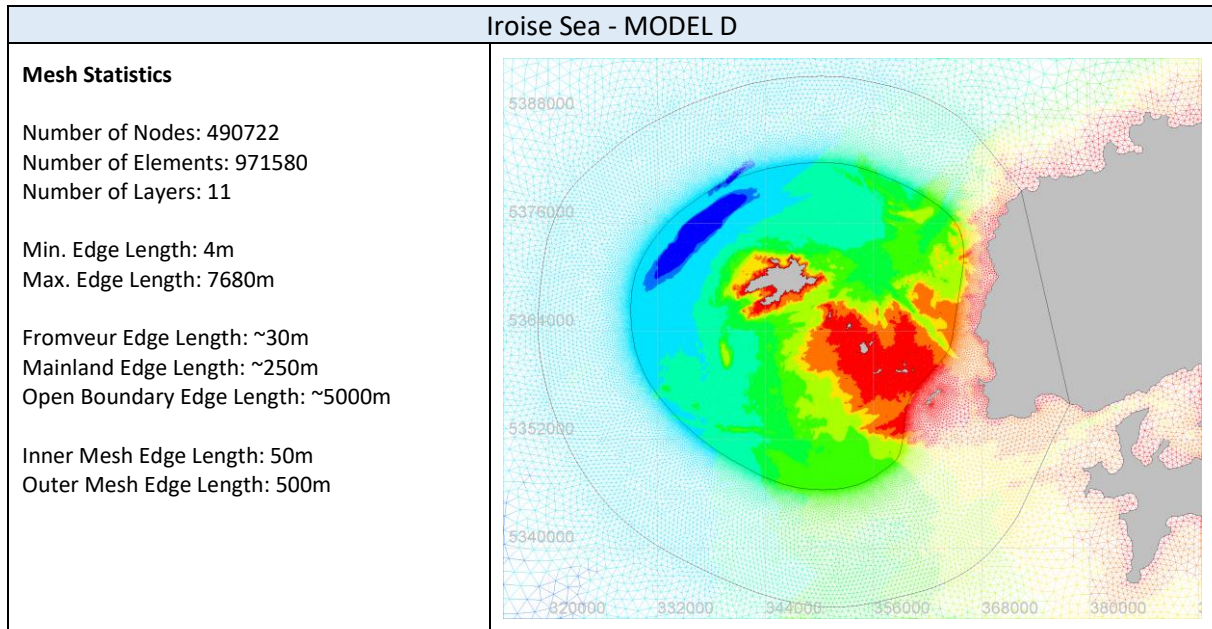 Iroise Sea - MODEL D
Mesh Statistics
Number of Nodes: 490722
Number of Elements: 971580
Number of Layers: 11
Min. Edge Length: 4m
Max. Edge Length: 7680m
Fromveur Edge Length: ~30m
Mainland Edge Length: ~250m
Open Boundary Edge Length: ~5000m
Inner Mesh Edge Length: 50m
Outer Mesh Edge Length: 500m
5388000
5376000
5364000
5352000
5340000
320000 332000 344000 356000 368000 380000